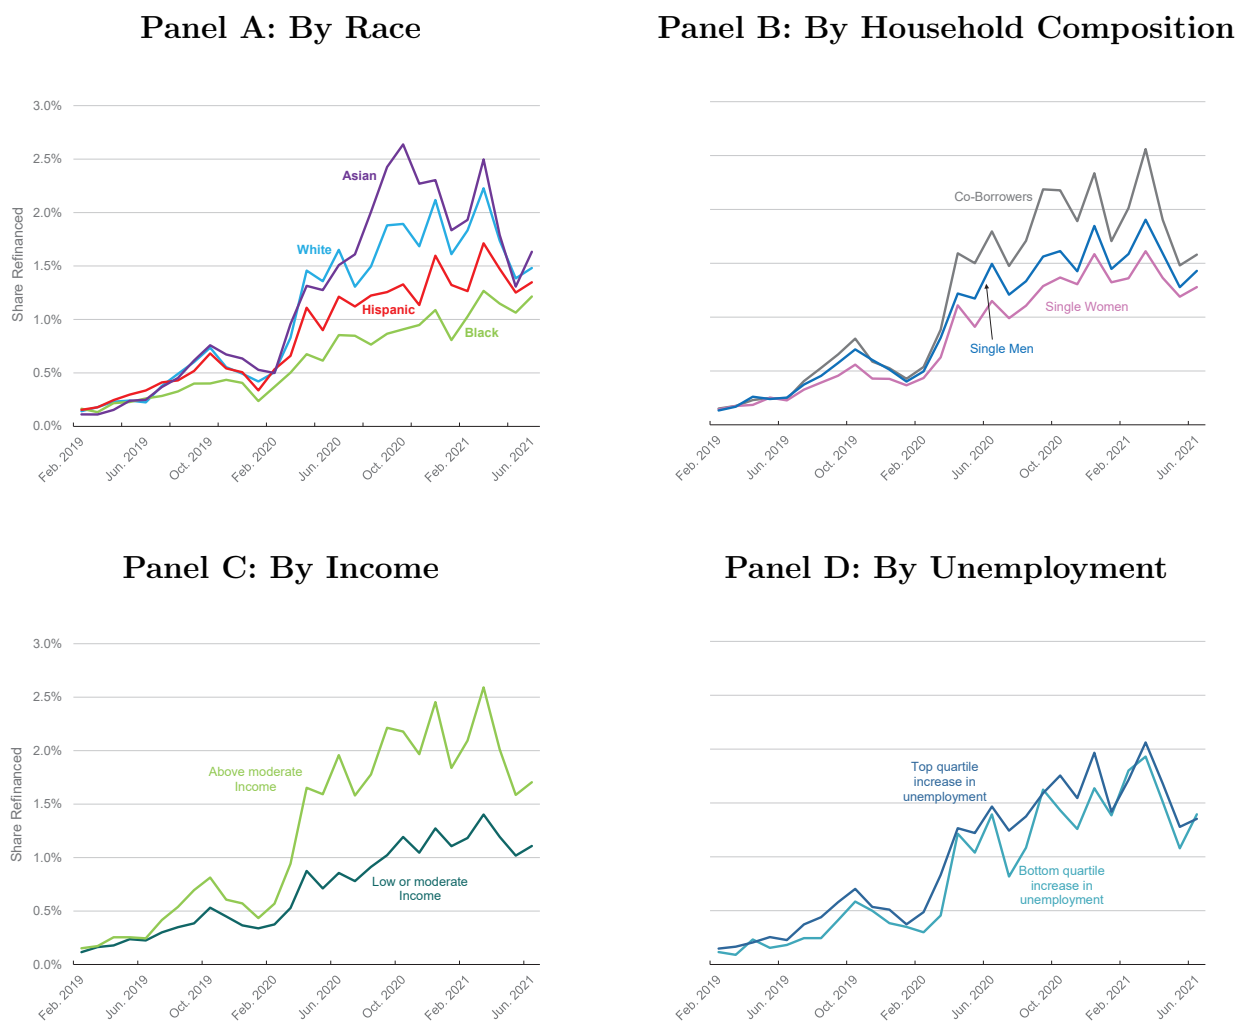 Panel A: By Race
3.0%
2.5%
2.0%
1.5%
1.0%
0.5%
0.0%
Share Refinanced
Asian
White
Hispanic
Black
Feb. 2019
Jun. 2019
Oct. 2019
Feb. 2020
Jun. 2020
Oct. 2020
Feb. 2021
Jun. 2021
Panel B: By Household Composition
Co-Borrowers
Single Women
Single Men
Feb. 2019
Jun. 2019
Oct. 2019
Feb. 2020
Jun. 2020
Oct. 2020
Feb. 2021
Jun. 2021
Panel C: By Income
3.0%
2.5%
2.0%
1.5%
1.0%
0.5%
0.0%
Share Refinanced
Above moderate
Income
Low or moderate
Income
Feb. 2019
Jun. 2019
Oct. 2019
Feb. 2020
Jun. 2020
Oct. 2020
Feb. 2021
Jun. 2021
Panel D: By Unemployment
Top quartile
increase in
unemployment
Bottom quartile
increase in
unemployment
Feb. 2019
Jun. 2019
Oct. 2019
Feb. 2020
Jun. 2020
Oct. 2020
Feb. 2021
Jun. 2021